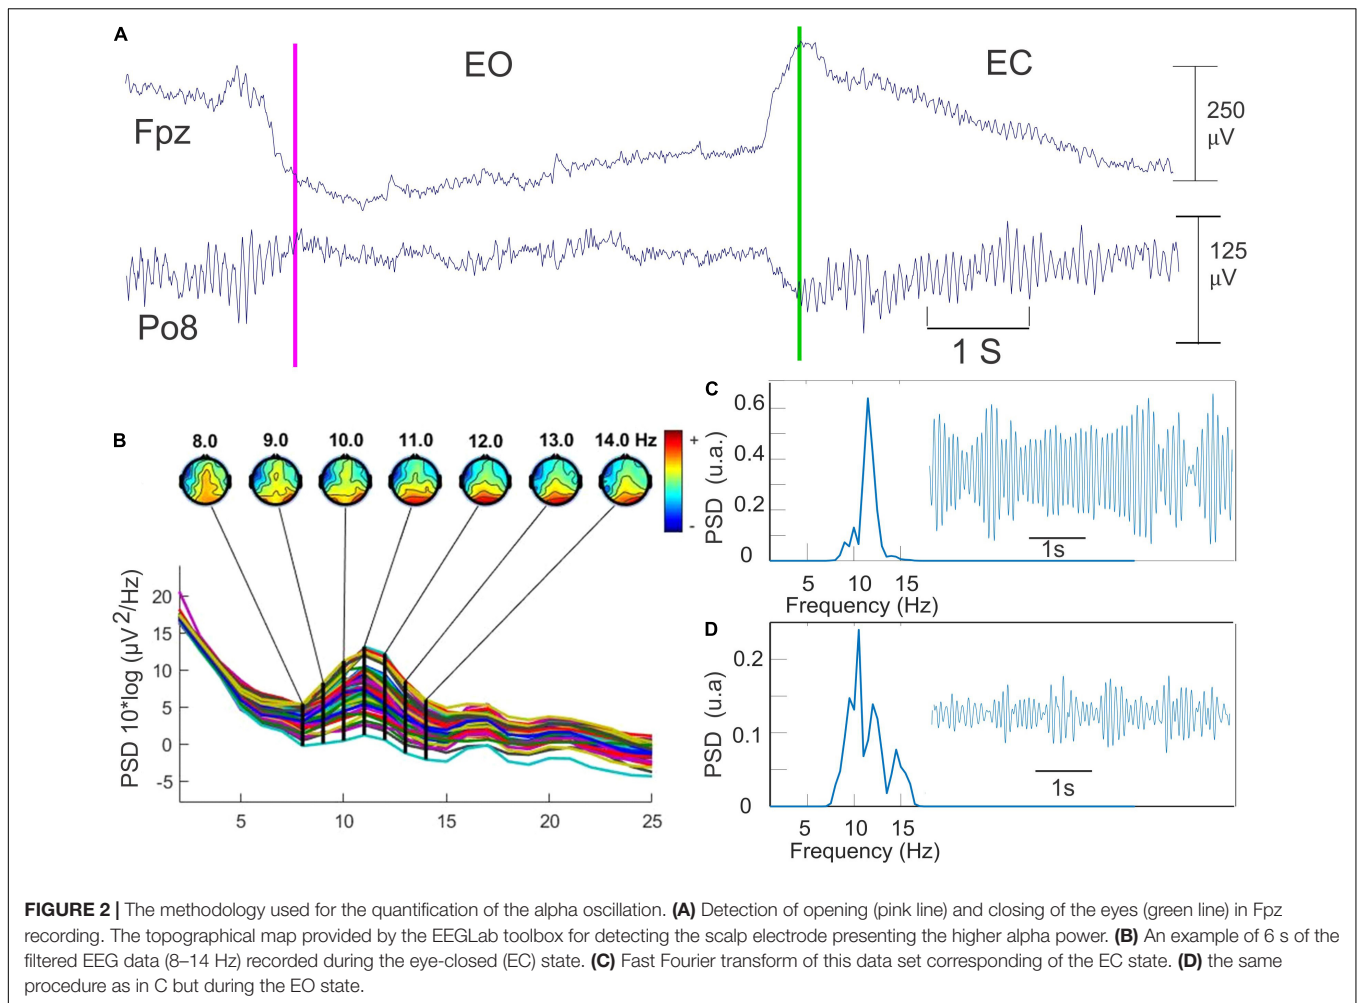 A
EO
EC
Fpz
250
µV
Po8
125
µV
1 S
B
8.0 9.0 10.0 11.0 12.0 13.0 14.0 Hz
+
-
PSD 10*log (µV2/Hz)
20
15
10
5
0
-5
5 10 15 20 25
C
PSD (u.a.)
0.6
0.4
0.2
0
1s
5 10 15
Frequency (Hz)
D
PSD (u.a)
0.2
0.1
0
1s
5 10 15
Frequency (Hz)
FIGURE 2 | The methodology used for the quantification of the alpha oscillation. (A) Detection of opening (pink line) and closing of the eyes (green line) in Fpz
recording. The topographical map provided by the EEGLab toolbox for detecting the scalp electrode presenting the higher alpha power. (B) An example of 6 s of the
filtered EEG data (8–14 Hz) recorded during the eye-closed (EC) state. (C) Fast Fourier transform of this data set corresponding of the EC state. (D) the same
procedure as in C but during the EO state.